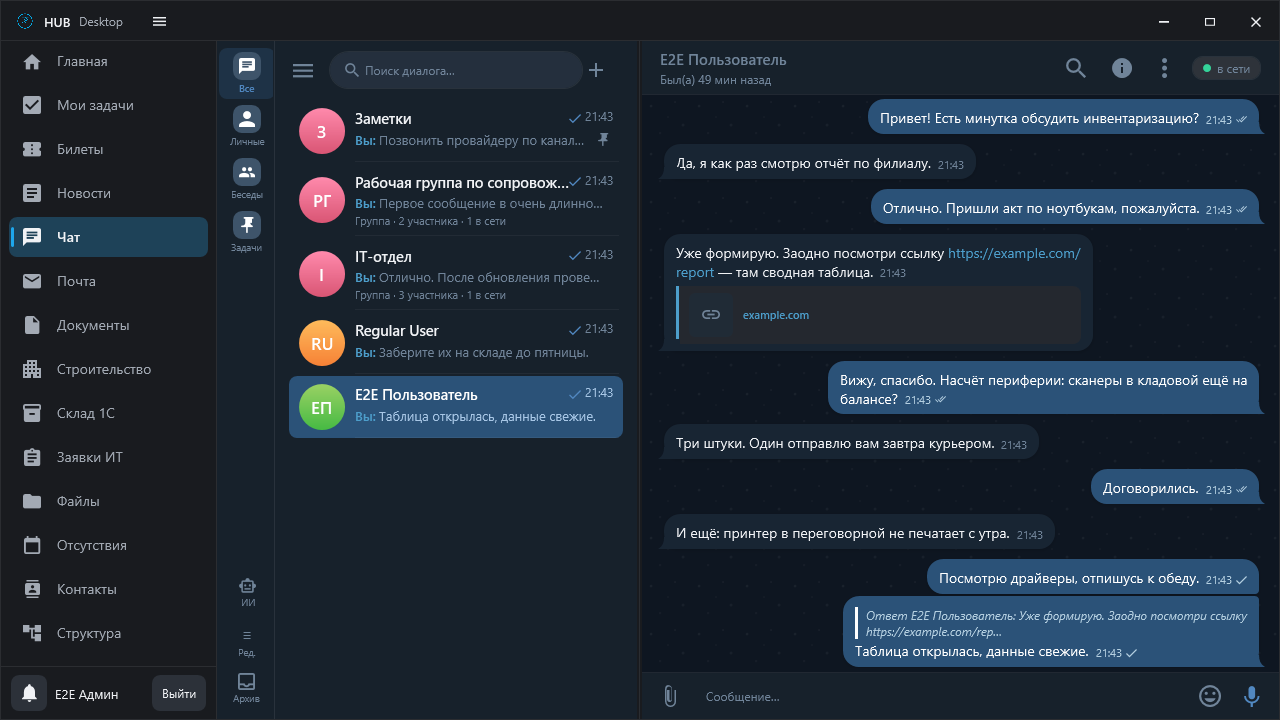 HUB Desktop
Главная
Мои задачи
Билеты
Новости
Чат
Почта
Документы
Строительство
Склад 1С
Заявки ИТ
Файлы
Отсутствия
Контакты
Структура
E2E Админ
Выйти
Все
Личные
Беседы
Задачи
ИИ
Ред.
Архив
Поиск диалога...
З
Заметки
21:43
Вы: Позвонить провайдеру по канал...
РГ
Рабочая группа по сопровож...
21:43
Вы: Первое сообщение в очень длинно...
Группа · 2 участника · 1 в сети
I
IT-отдел
21:43
Вы: Отлично. После обновления прове...
Группа · 3 участника · 1 в сети
RU
Regular User
21:43
Вы: Заберите их на складе до пятницы.
ЕП
E2E Пользователь
21:43
Вы: Таблица открылась, данные свежие.
E2E Пользователь
Был(а) 49 мин назад
в сети
Привет! Есть минутка обсудить инвентаризацию? 21:43
Да, я как раз смотрю отчёт по филиалу. 21:43
Отлично. Пришли акт по ноутбукам, пожалуйста. 21:43
Уже формирую. Заодно посмотри ссылку https://example.com/
report — там сводная таблица. 21:43
example.com
Вижу, спасибо. Насчёт периферии: сканеры в кладовой ещё на
балансе? 21:43
Три штуки. Один отправлю вам завтра курьером. 21:43
Договорились. 21:43
И ещё: принтер в переговорной не печатает с утра. 21:43
Посмотрю драйверы, отпишусь к обеду. 21:43
Ответ E2E Пользователь: Уже формирую. Заодно посмотри ссылку
https://example.com/rep...
Таблица открылась, данные свежие. 21:43
Сообщение...